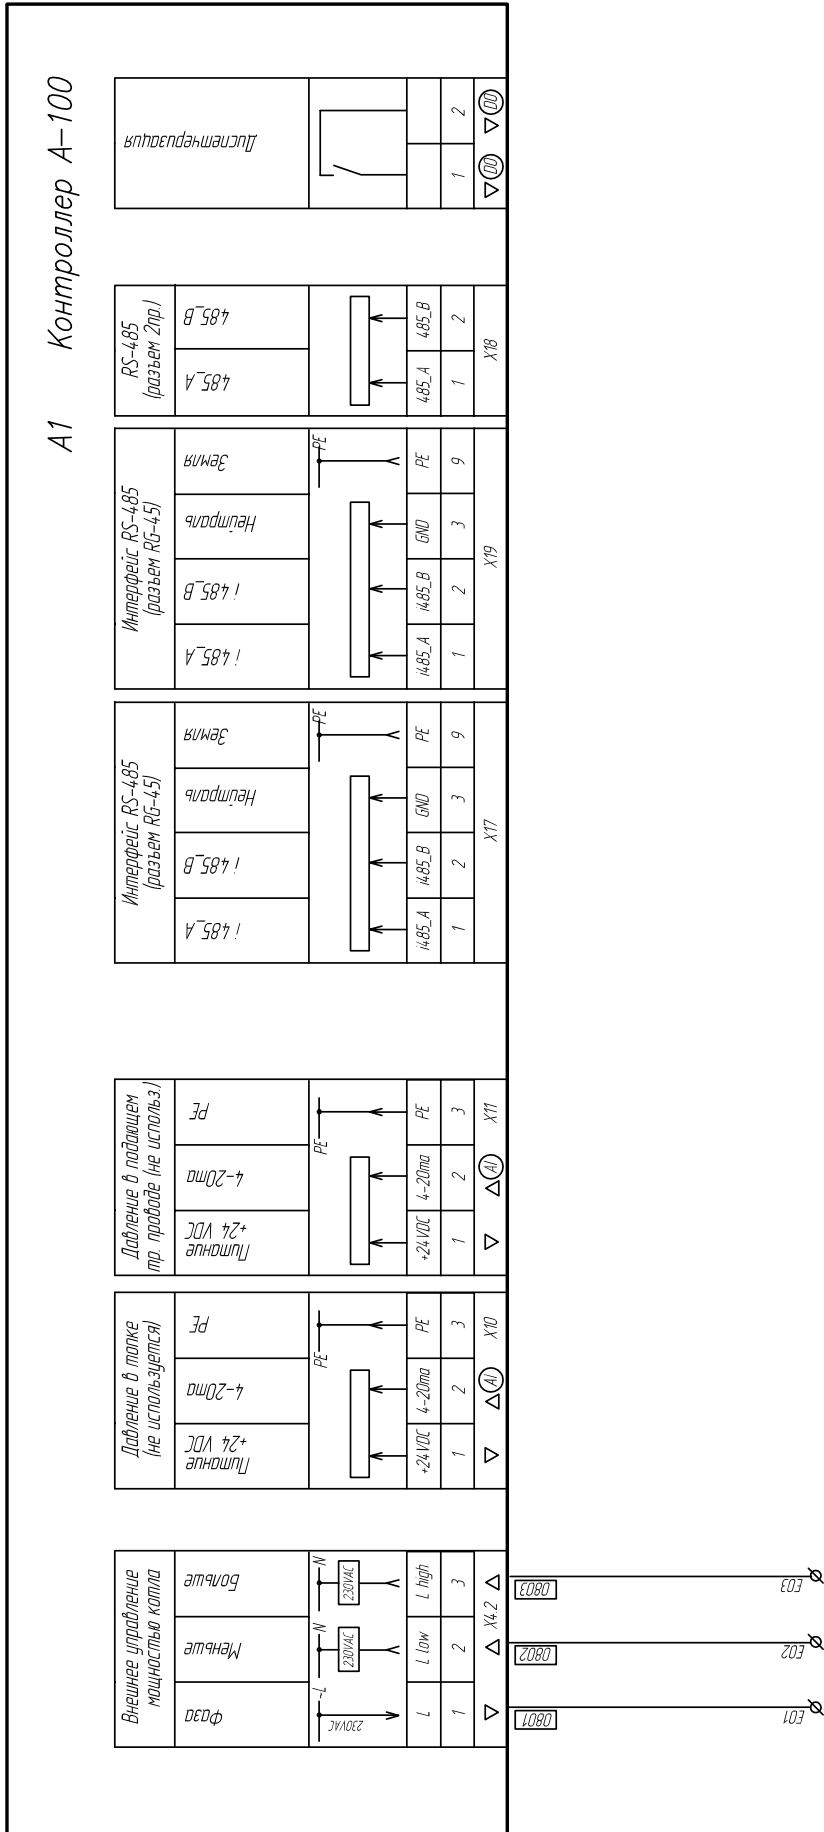 A1 Контроллер А-100
Диспетчеризация
1
2
DO
DO
RS-485
(разъем 2пр.)
485_A
485_B
485_A
485_B
1
2
X18
Интерфейс RS-485
(разъем RG-45)
i 485_A
i 485_B
Нейтраль
Земля
PE
i485_A
i485_B
GND
PE
1
2
3
9
X19
Интерфейс RS-485
(разъем RG-45)
i 485_A
i 485_B
Нейтраль
Земля
PE
i485_A
i485_B
GND
PE
1
2
3
9
X17
Давление в подающем
тр. проводе (не использ.)
Питание
+24 VDC
4-20ma
PE
PE
+24VDC
4-20ma
PE
1
2
3
AI
X11
Давление в топке
(не используется)
Питание
+24 VDC
4-20ma
PE
PE
+24VDC
4-20ma
PE
1
2
3
AI
X10
Внешнее управление
мощностью котла
Фаза
Меньше
Больше
~L
230VAC
N
230VAC
N
230VAC
L
L low
L high
1
2
3
X4.2
0801
E01
0802
E02
0803
E03